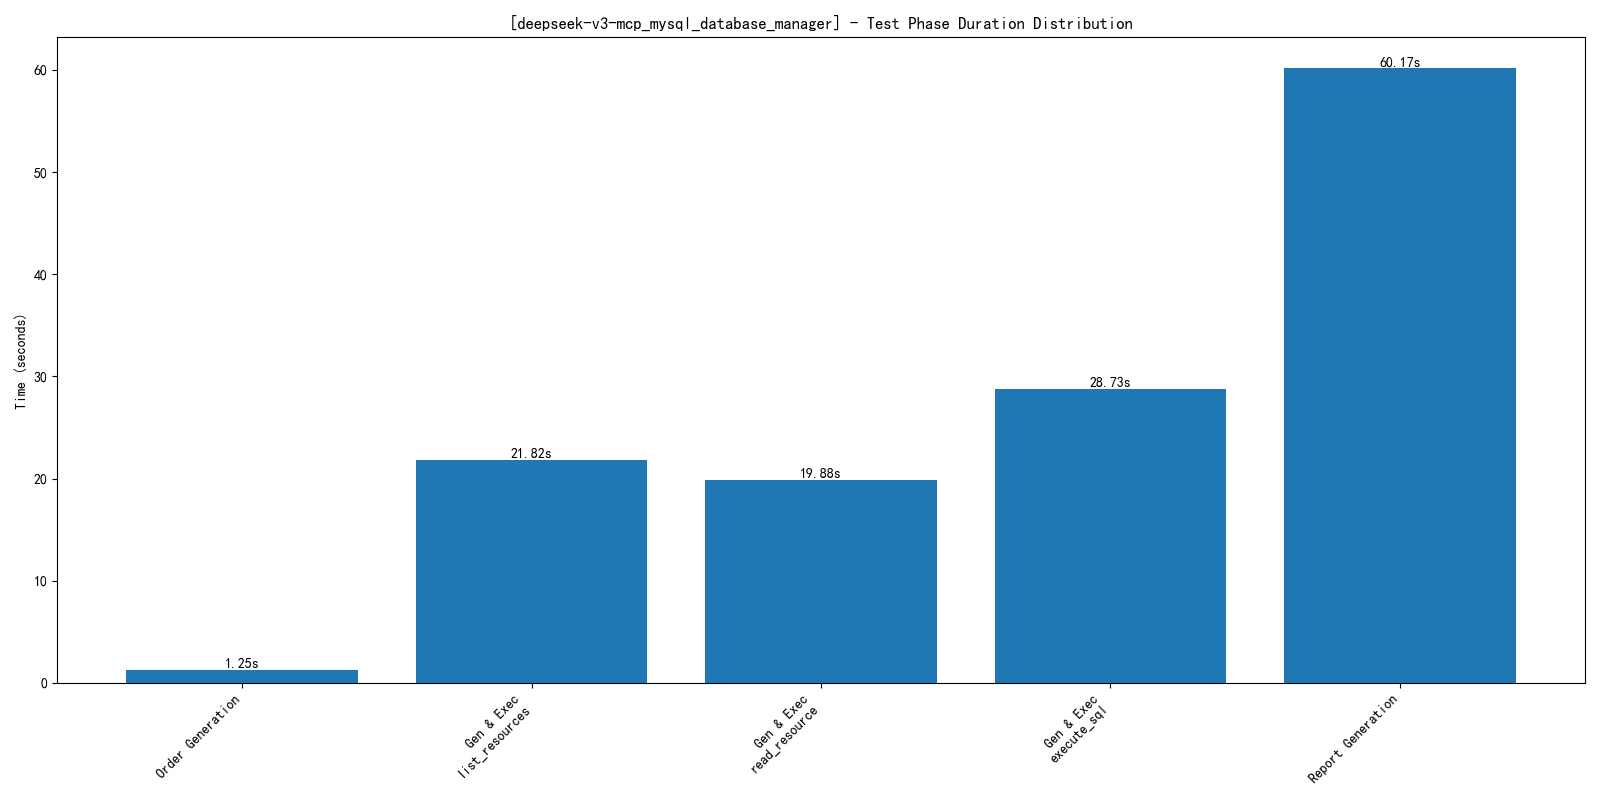 [deepseek-v3-mcp_mysql_database_manager] - Test Phase Duration Distribution
Time (seconds)
60
50
40
30
20
10
0
1.25s
21.82s
19.88s
28.73s
60.17s
Order Generation
Gen & Exec
list_resources
Gen & Exec
read_resource
Gen & Exec
execute_sql
Report Generation